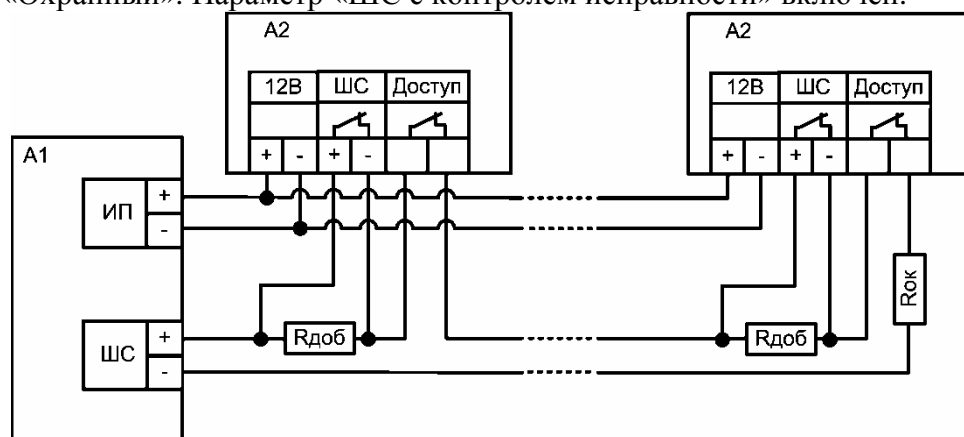 «Охранный». Параметр «ШС с контролем исправности» включен.
A2
A2
12В ШС Доступ
12В ШС Доступ
+ - + -
+ - + -
A1
ИП
+
-
Rок
ШС
+
-
Rдоб
Rдоб